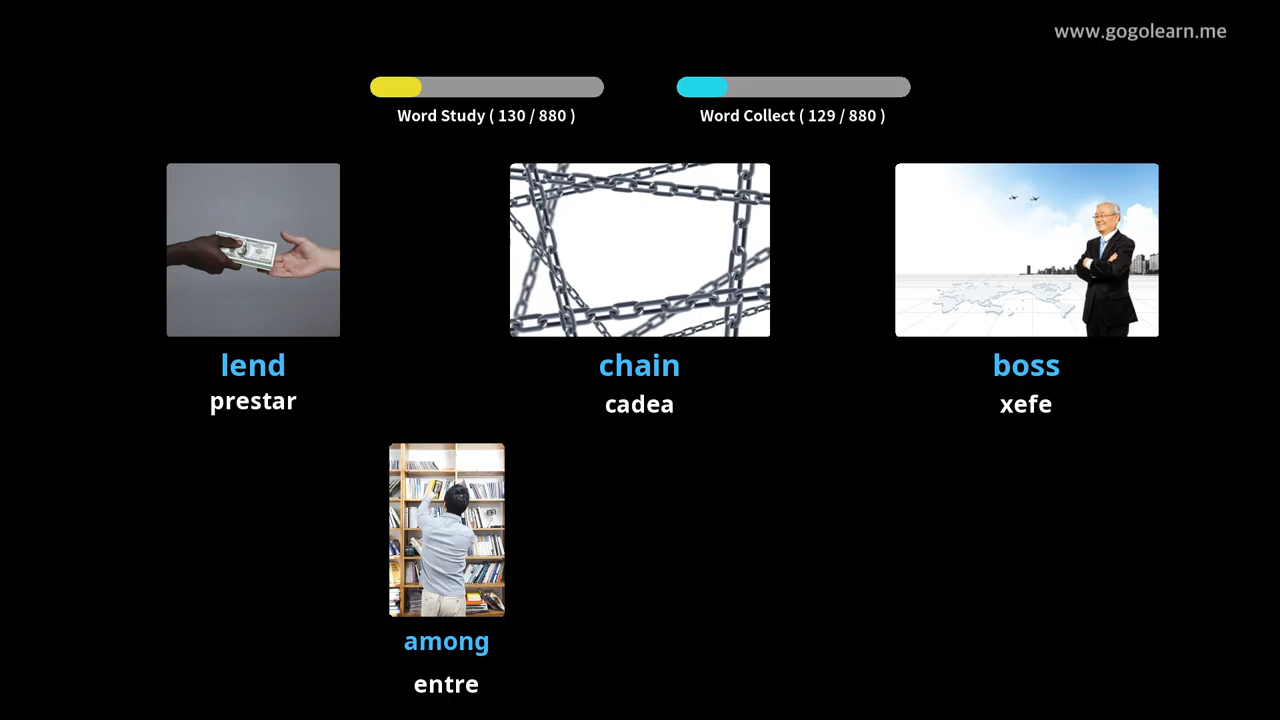 www.gogolearn.me
Word Study ( 130 / 880 )
Word Collect ( 129 / 880 )
lend
prestar
chain
cadea
boss
xefe
among
entre